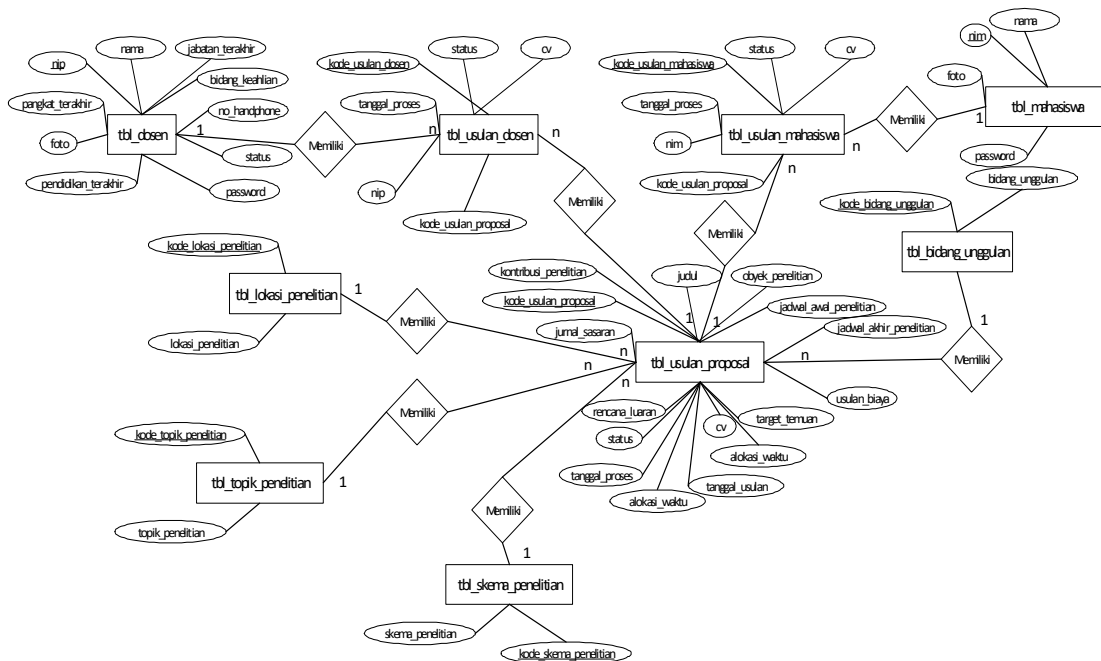 nama
nama
jabatan_terakhir
status
cv
status
cv
nim
kode_usulan_dosen
kode_usulan_mahasiswa
nip
bidang_keahlian
foto
pangkat_terakhir
no_handphone
tanggal_proses
tanggal_proses
tbl_mahasiswa
tbl_dosen
1
Memiliki
n
tbl_usulan_dosen
n
tbl_usulan_mahasiswa
n
Memiliki
1
foto
status
nim
password
pendidikan_terakhir
password
nip
kode_usulan_proposal
n
bidang_unggulan
kode_usulan_proposal
Memiliki
kode_bidang_unggulan
Memiliki
kode_lokasi_penelitian
tbl_bidang_unggulan
kontribusi_penelitian
judul
obyek_penelitian
tbl_lokasi_penelitian
1
kode_usulan_proposal
jadwal_awal_penelitian
Memiliki
1
1
1
jurnal_sasaran
jadwal_akhir_penelitian
lokasi_penelitian
n
tbl_usulan_proposal
n
Memiliki
n
n
Memiliki
usulan_biaya
rencana_luaran
target_temuan
cv
kode_topik_penelitian
status
alokasi_waktu
tbl_topik_penelitian
1
tanggal_proses
tanggal_usulan
alokasi_waktu
Memiliki
topik_penelitian
1
tbl_skema_penelitian
skema_penelitian
kode_skema_penelitian